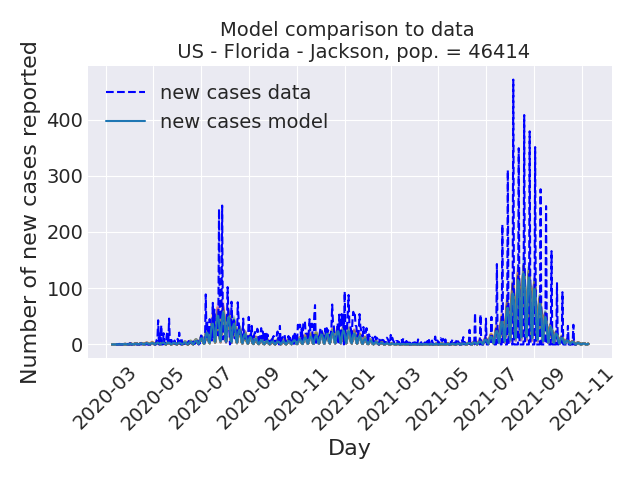 Model comparison to data
US - Florida - Jackson, pop. = 46414
new cases data
new cases model
Number of new cases reported
400
300
200
100
0
2020-03
2020-05
2020-07
2020-09
2020-11
2021-01
2021-03
2021-05
2021-07
2021-09
2021-11
Day